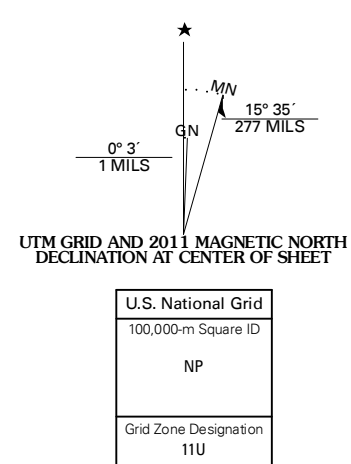 MN
15° 35´
277 MILS
GN
0° 3´
1 MILS
UTM GRID AND 2011 MAGNETIC NORTH
DECLINATION AT CENTER OF SHEET
U.S. National Grid
100,000-m Square ID
NP
Grid Zone Designation
11U